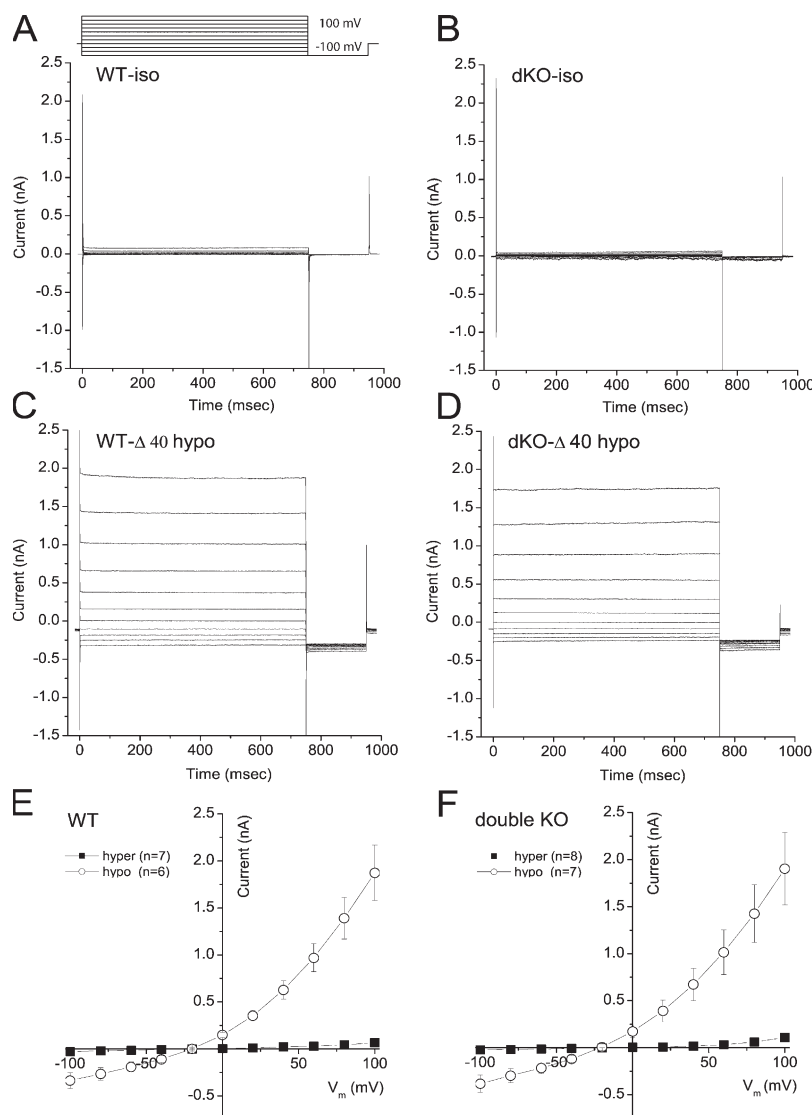 A
100 mV
-100 mV
WT-iso
2.5
2.0
1.5
1.0
0.5
0.0
-0.5
-1.0
-1.5
Current (nA)
0
200
400
600
800
1000
Time (msec)
B
dKO-iso
2.5
2.0
1.5
1.0
0.5
0.0
-0.5
-1.0
-1.5
Current (nA)
0
200
400
600
800
1000
Time (msec)
C
WT-Δ 40 hypo
2.5
2.0
1.5
1.0
0.5
0.0
-0.5
-1.0
-1.5
Current (nA)
0
200
400
600
800
1000
Time (msec)
D
dKO-Δ 40 hypo
2.5
2.0
1.5
1.0
0.5
0.0
-0.5
-1.0
-1.5
Current (nA)
0
200
400
600
800
1000
Time (msec)
E
WT
hyper (n=7)
hypo (n=6)
Current (nA)
2.5
2.0
1.5
1.0
0.5
-0.5
-100
-50
0
50
100
Vm (mV)
F
double KO
hyper (n=8)
hypo (n=7)
Current (nA)
2.5
2.0
1.5
1.0
0.5
-0.5
-100
-50
0
50
100
Vm (mV)